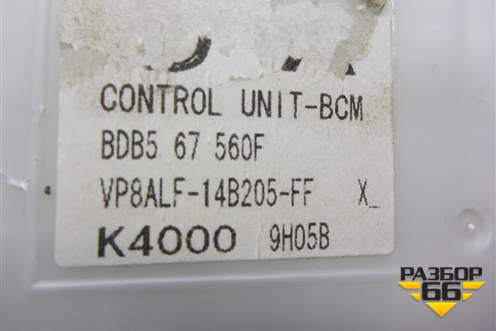 CONTROL UNIT-BCM
BDB5 67 560F
VP8ALF-14B205-FF X_
K4000 9H05B
РАЗБОР
66